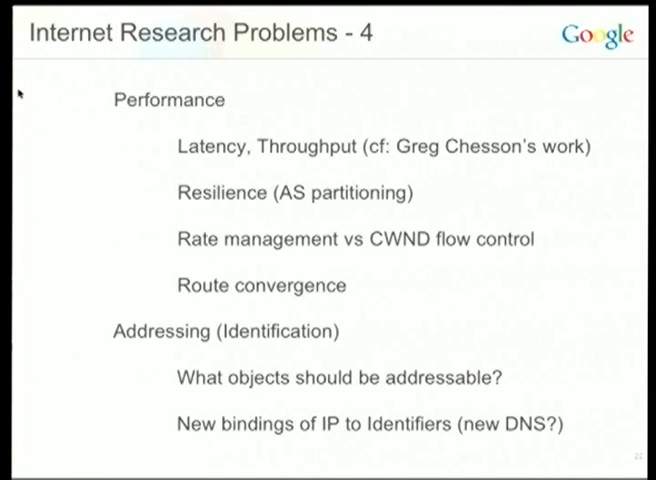 Internet Research Problems - 4
Google
Performance
Latency, Throughput (cf: Greg Chesson's work)
Resilience (AS partitioning)
Rate management vs CWND flow control
Route convergence
Addressing (Identification)
What objects should be addressable?
New bindings of IP to Identifiers (new DNS?)
22